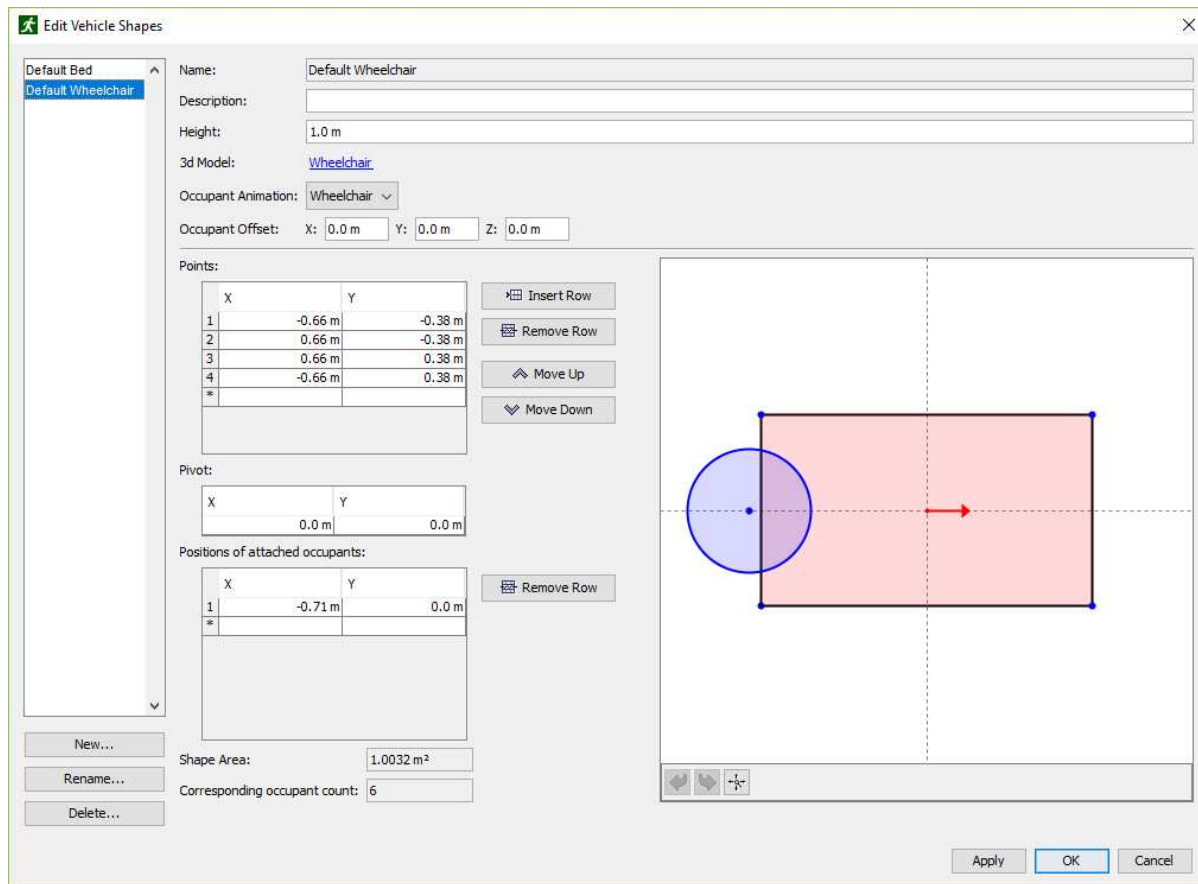 Edit Vehicle Shapes
Default Bed
Default Wheelchair
Name: Default Wheelchair
Description:
Height: 1.0 m
3d Model: Wheelchair
Occupant Animation: Wheelchair
Occupant Offset: X: 0.0 m Y: 0.0 m Z: 0.0 m
Points:
X Y
1 -0.66 m -0.38 m
2 0.66 m -0.38 m
3 0.66 m 0.38 m
4 -0.66 m 0.38 m
*
Insert Row
Remove Row
Move Up
Move Down
Pivot:
X Y
0.0 m 0.0 m
Positions of attached occupants:
X Y
1 -0.71 m 0.0 m
*
Remove Row
Shape Area: 1.0032 m²
Corresponding occupant count: 6
New...
Rename...
Delete...
Apply OK Cancel